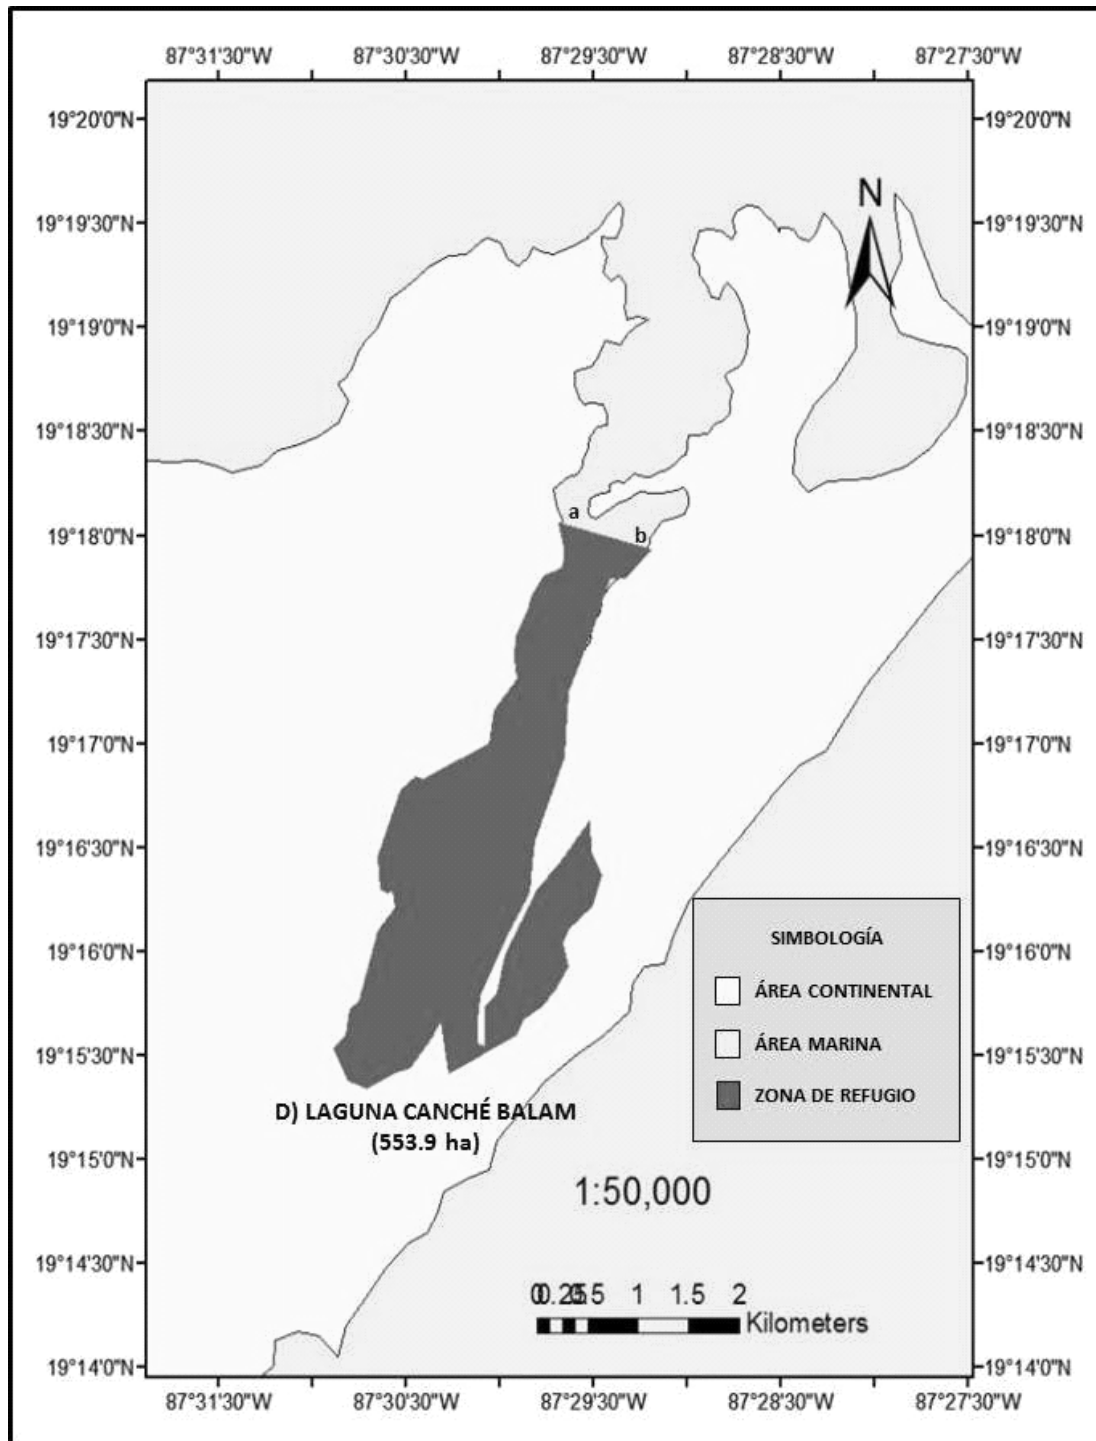 87°31'30"W 87°30'30"W 87°29'30"W 87°28'30"W 87°27'30"W
19°20'0"N 19°20'0"N
N
19°19'30"N 19°19'30"N
19°19'0"N 19°19'0"N
19°18'30"N 19°18'30"N
a
19°18'0"N b 19°18'0"N
19°17'30"N 19°17'30"N
19°17'0"N 19°17'0"N
19°16'30"N 19°16'30"N
SIMBOLOGÍA
19°16'0"N 19°16'0"N
ÁREA CONTINENTAL
ÁREA MARINA
19°15'30"N 19°15'30"N
ZONA DE REFUGIO
D) LAGUNA CANCHÉ BALAM
(553.9 ha)
19°15'0"N 19°15'0"N
1:50,000
19°14'30"N 19°14'30"N
0 0.25 0.5 1 1.5 2
Kilometers
19°14'0"N 19°14'0"N
87°31'30"W 87°30'30"W 87°29'30"W 87°28'30"W 87°27'30"W